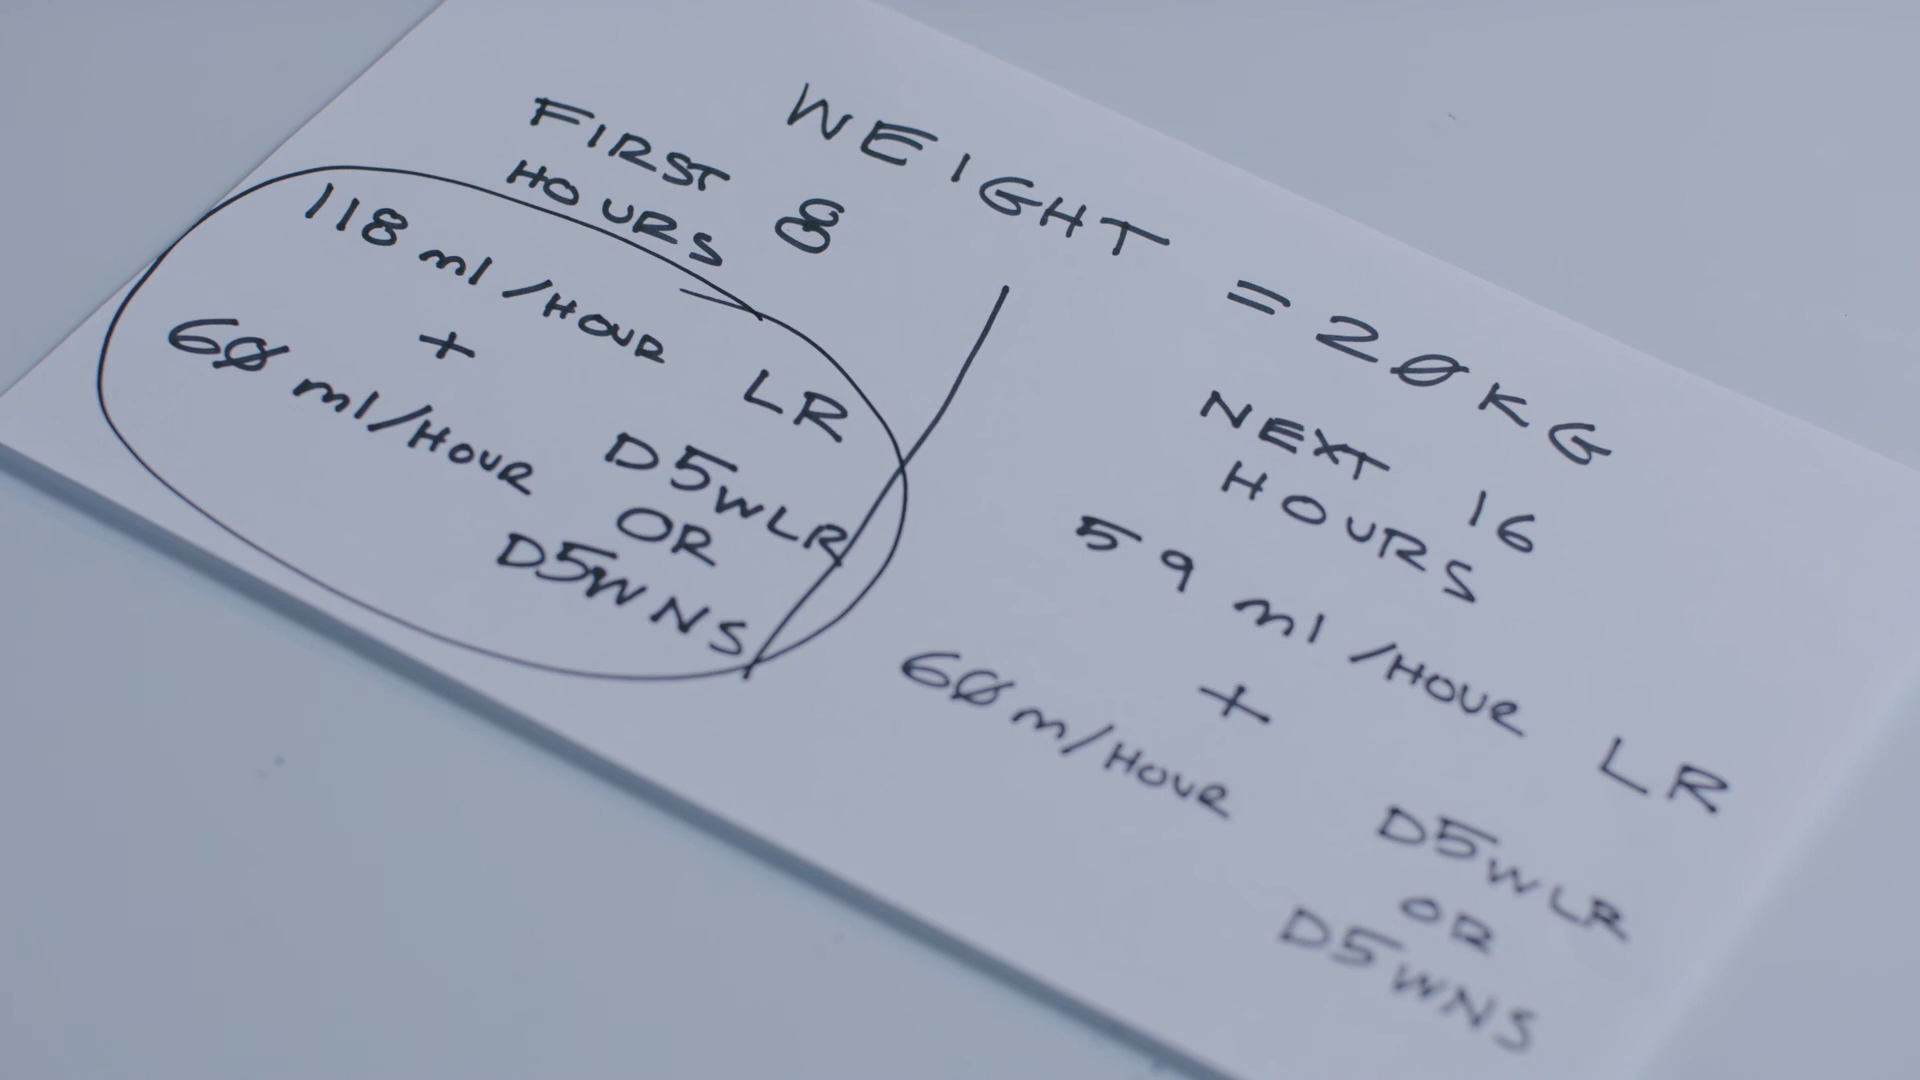 WEIGHT = 20KG
FIRST 8
HOURS
118 ml/HOUR LR
+
60 ml/HOUR D5WLR
OR
D5WNS
NEXT 16
HOURS
59 ml/HOUR LR
+
60 m/HOUR D5WLR
OR
D5WNS